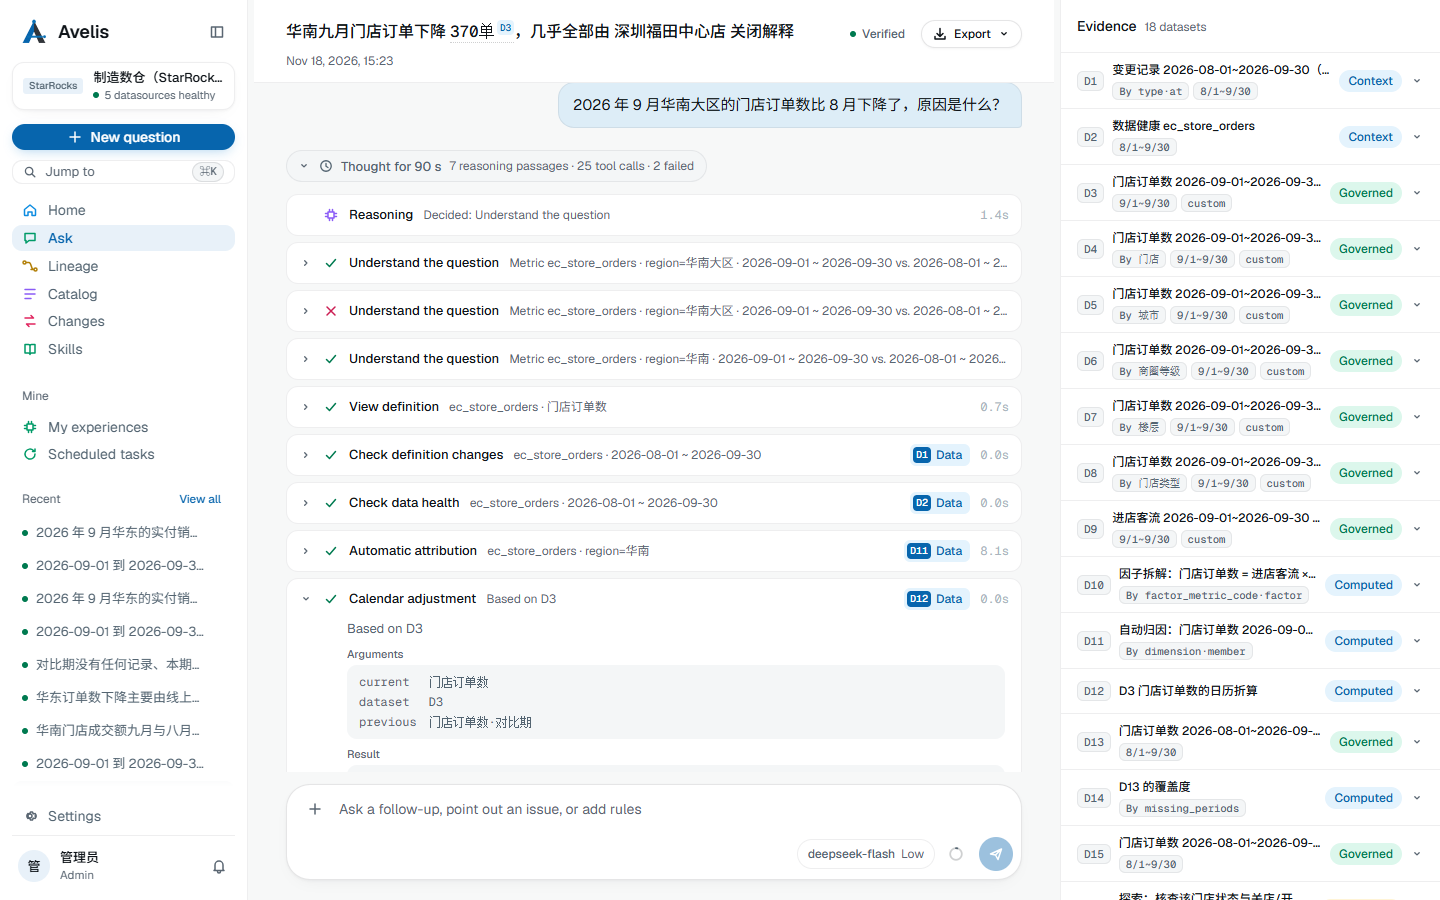 Avelis
StarRocks
制造数仓（StarRock...
5 datasources healthy
New question
Jump to
⌘K
Home
Ask
Lineage
Catalog
Changes
Skills
Mine
My experiences
Scheduled tasks
Recent
View all
2026 年 9 月华东的实付销...
2026-09-01 到 2026-09-3...
2026 年 9 月华东的实付销...
2026-09-01 到 2026-09-3...
对比期没有任何记录、本期...
华东订单数下降主要由线上...
华南门店成交额九月与八月...
2026-09-01 到 2026-09-3...
Settings
管
管理员
Admin
华南九月门店订单下降 370单 D3，几乎全部由 深圳福田中心店 关闭解释
Nov 18, 2026, 15:23
Verified
Export
2026 年 9 月华南大区的门店订单数比 8 月下降了，原因是什么？
Thought for 90 s 7 reasoning passages · 25 tool calls · 2 failed
Reasoning Decided: Understand the question 1.4s
Understand the question Metric ec_store_orders · region=华南大区 · 2026-09-01 ~ 2026-09-30 vs. 2026-08-01 ~ 2...
Understand the question Metric ec_store_orders · region=华南大区 · 2026-09-01 ~ 2026-09-30 vs. 2026-08-01 ~ 2...
Understand the question Metric ec_store_orders · region=华南 · 2026-09-01 ~ 2026-09-30 vs. 2026-08-01 ~ 2026...
View definition ec_store_orders · 门店订单数 0.7s
Check definition changes ec_store_orders · 2026-08-01 ~ 2026-09-30 D1 Data 0.0s
Check data health ec_store_orders · 2026-08-01 ~ 2026-09-30 D2 Data 0.0s
Automatic attribution ec_store_orders · region=华南 D11 Data 8.1s
Calendar adjustment Based on D3 D12 Data 0.0s
Based on D3
Arguments
current 门店订单数
dataset D3
previous 门店订单数·对比期
Result
Ask a follow-up, point out an issue, or add rules
deepseek-flash Low
Evidence 18 datasets
D1 变更记录 2026-08-01~2026-09-30（... Context
By type·at 8/1~9/30
D2 数据健康 ec_store_orders Context
8/1~9/30
D3 门店订单数 2026-09-01~2026-09-3... Governed
9/1~9/30 custom
D4 门店订单数 2026-09-01~2026-09-3... Governed
By 门店 9/1~9/30 custom
D5 门店订单数 2026-09-01~2026-09-3... Governed
By 城市 9/1~9/30 custom
D6 门店订单数 2026-09-01~2026-09-3... Governed
By 商圈等级 9/1~9/30 custom
D7 门店订单数 2026-09-01~2026-09-3... Governed
By 楼层 9/1~9/30 custom
D8 门店订单数 2026-09-01~2026-09-3... Governed
By 门店类型 9/1~9/30 custom
D9 进店客流 2026-09-01~2026-09-30 ... Governed
9/1~9/30 custom
D10 因子拆解：门店订单数 = 进店客流 ×... Computed
By factor_metric_code·factor
D11 自动归因：门店订单数 2026-09-0... Computed
By dimension·member
D12 D3 门店订单数的日历折算 Computed
D13 门店订单数 2026-08-01~2026-09-... Governed
8/1~9/30
D14 D13 的覆盖度 Computed
By missing_periods
D15 门店订单数 2026-08-01~2026-09-... Governed
8/1~9/30
探索：核查该门店状态与关店/开